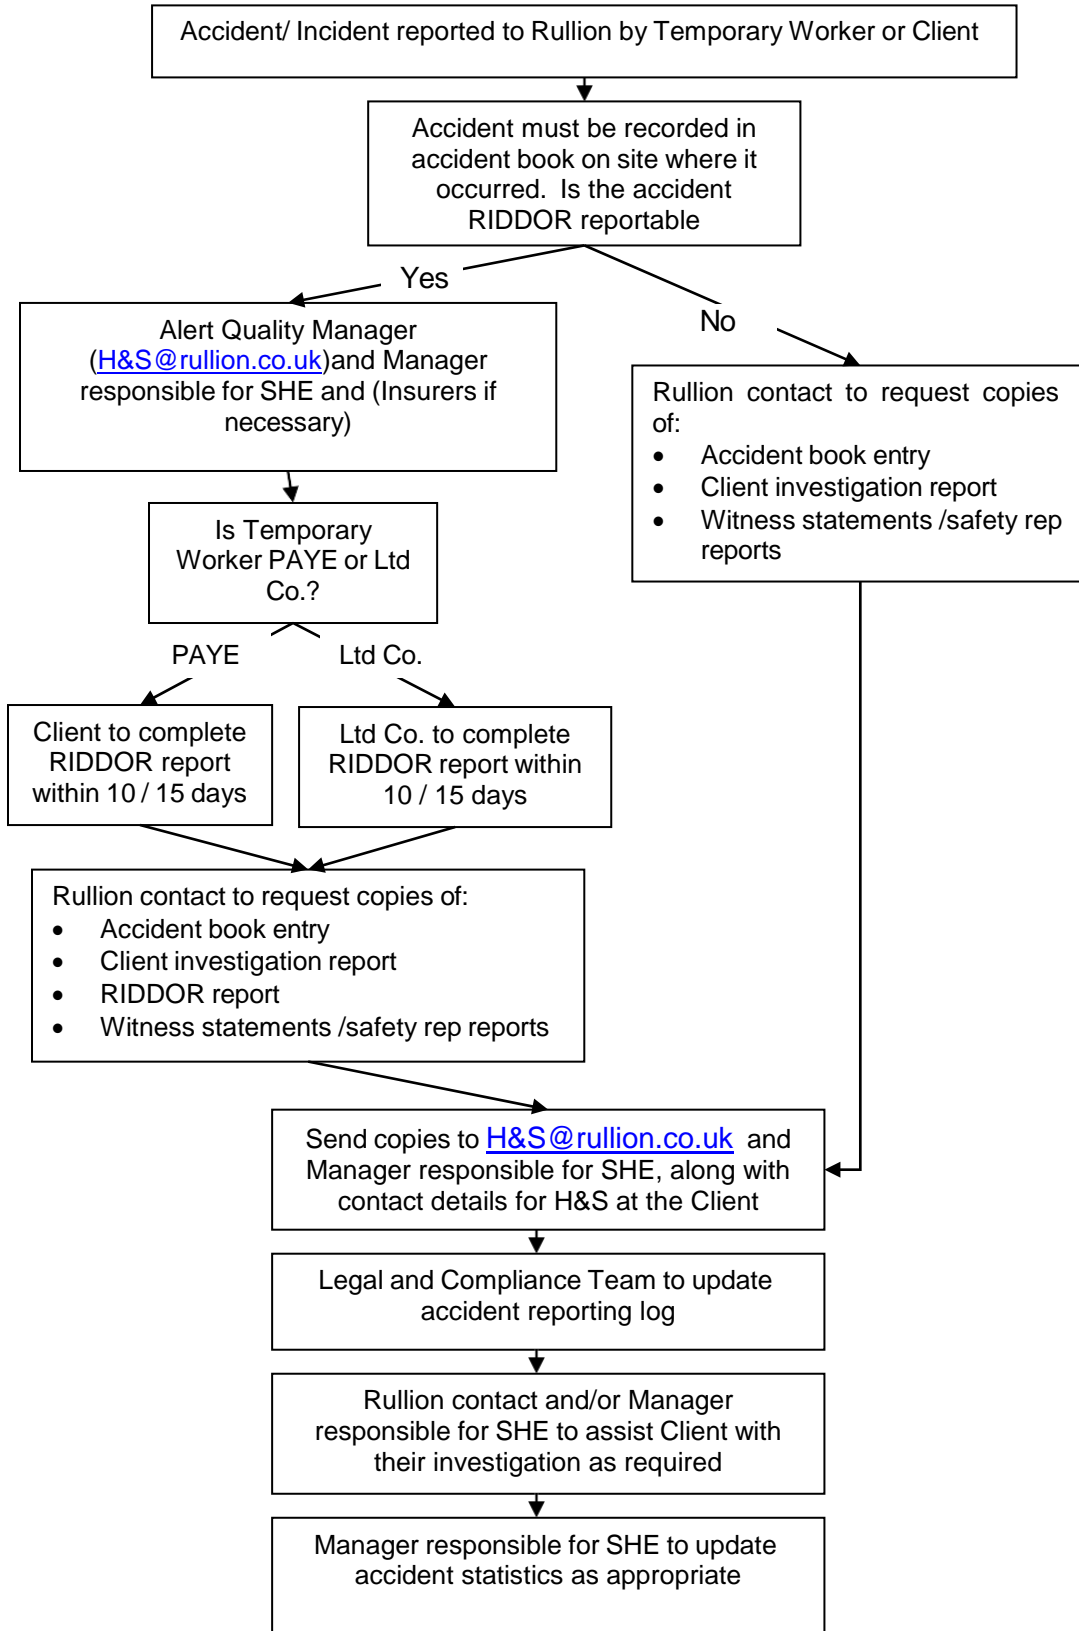 Accident/ Incident reported to Rullion by Temporary Worker or Client
Accident must be recorded in
accident book on site where it
occurred.  Is the accident
RIDDOR reportable
Yes
No
Alert Quality Manager
(H&S@rullion.co.uk)and Manager
responsible for SHE and (Insurers if
necessary)
Rullion contact to request copies
of:
• Accident book entry
• Client investigation report
• Witness statements /safety rep
reports
Is Temporary
Worker PAYE or Ltd
Co.?
PAYE
Ltd Co.
Client to complete
RIDDOR report
within 10 / 15 days
Ltd Co. to complete
RIDDOR report within
10 / 15 days
Rullion contact to request copies of:
• Accident book entry
• Client investigation report
• RIDDOR report
• Witness statements /safety rep reports
Send copies to H&S@rullion.co.uk  and
Manager responsible for SHE, along with
contact details for H&S at the Client
Legal and Compliance Team to update
accident reporting log
Rullion contact and/or Manager
responsible for SHE to assist Client with
their investigation as required
Manager responsible for SHE to update
accident statistics as appropriate